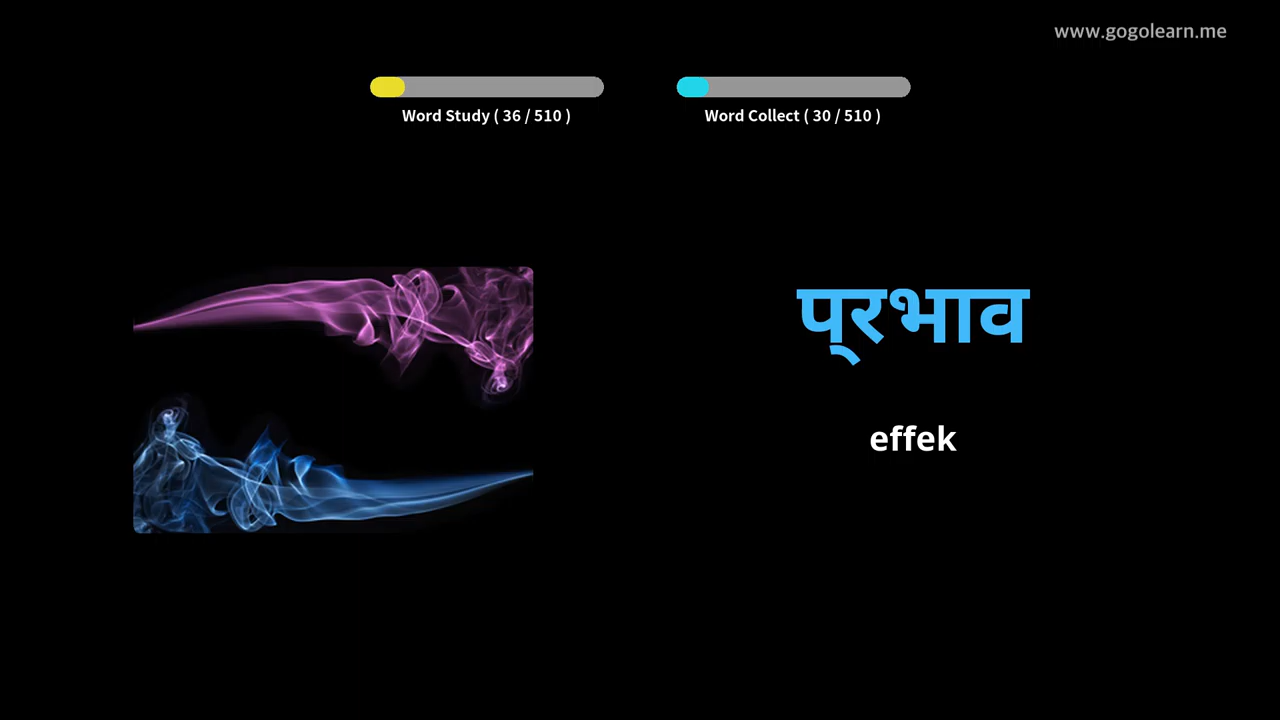 www.gogolearn.me
Word Study ( 36 / 510 )
Word Collect ( 30 / 510 )
प्रभाव
effek